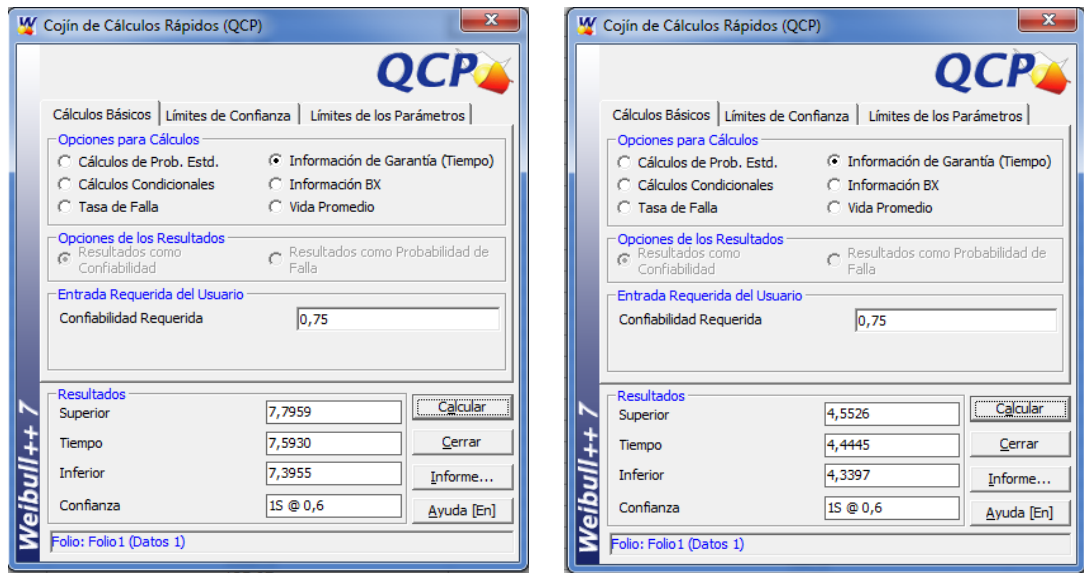 Cojín de Cálculos Rápidos (QCP)
QCP
Cálculos Básicos Límites de Confianza Límites de los Parámetros
Opciones para Cálculos
Cálculos de Prob. Estd. Información de Garantía (Tiempo)
Cálculos Condicionales Información BX
Tasa de Falla Vida Promedio
Opciones de los Resultados
Resultados como Confiabilidad
Resultados como Probabilidad de Falla
Entrada Requerida del Usuario
Confiabilidad Requerida 0,75
Resultados
Superior 7,7959 Calcular
Tiempo 7,5930 Cerrar
Inferior 7,3955 Informe...
Confianza 1S @ 0,6 Ayuda [En]
Weibull++ 7
Folio: Folio1 (Datos 1)
Cojín de Cálculos Rápidos (QCP)
QCP
Cálculos Básicos Límites de Confianza Límites de los Parámetros
Opciones para Cálculos
Cálculos de Prob. Estd. Información de Garantía (Tiempo)
Cálculos Condicionales Información BX
Tasa de Falla Vida Promedio
Opciones de los Resultados
Resultados como Confiabilidad
Resultados como Probabilidad de Falla
Entrada Requerida del Usuario
Confiabilidad Requerida 0,75
Resultados
Superior 4,5526 Calcular
Tiempo 4,4445 Cerrar
Inferior 4,3397 Informe...
Confianza 1S @ 0,6 Ayuda [En]
Weibull++ 7
Folio: Folio1 (Datos 1)